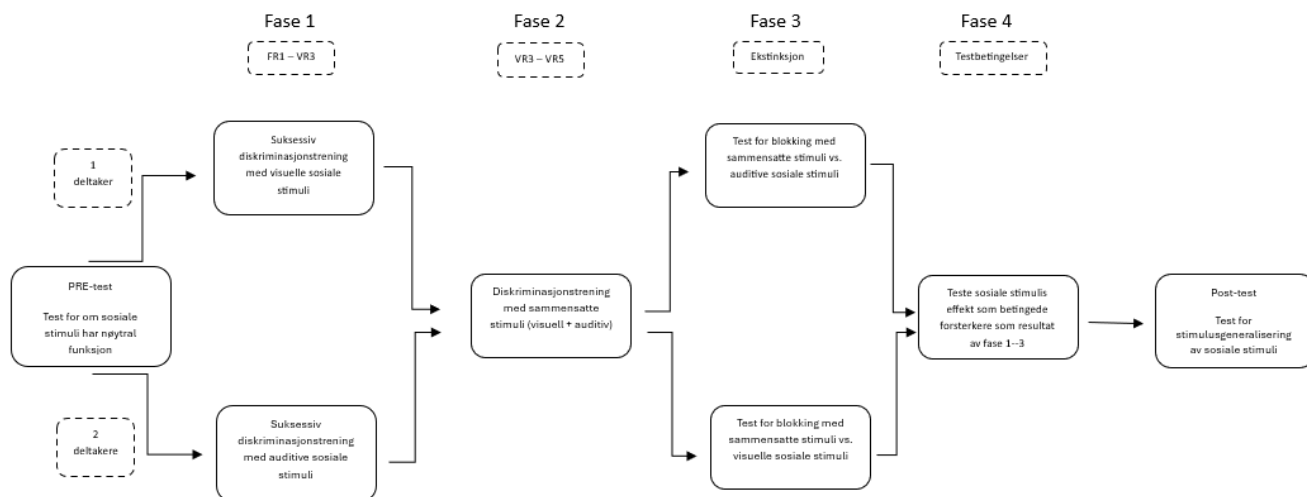 Fase 1
Fase 2
Fase 3
Fase 4
FR1 – VR3
VR3 – VR5
Ekstinksjon
Testbetingelser
1
deltaker
Suksessiv
diskriminasjonstrening
med visuelle sosiale
stimuli
Test for blokking med
sammensatte stimuli vs.
auditive sosiale stimuli
PRE-test
Test for om sosiale
stimuli har nøytral
funksjon
Diskriminasjonstrening
med sammensatte
stimuli (visuell + auditiv)
Teste sosiale stimulis
effekt som betingede
forsterkere som resultat
av fase 1--3
Post-test
Test for
stimulusgeneralisering
av sosiale stimuli
2
deltakere
Suksessiv
diskriminasjonstrening
med auditive sosiale
stimuli
Test for blokking med
sammensatte stimuli vs.
visuelle sosiale stimuli